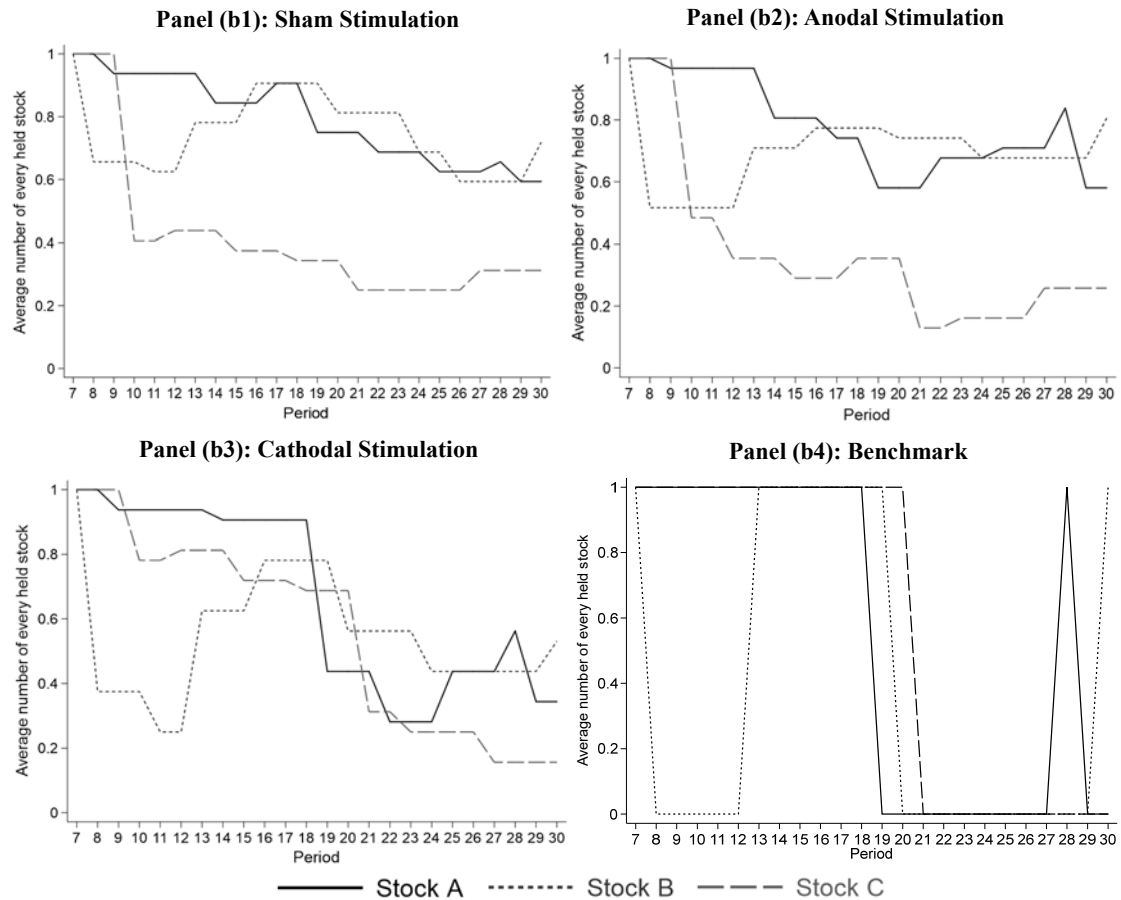 Panel (b1): Sham Stimulation
Average number of every held stock
1
0.8
0.6
0.4
0.2
0
7 8 9 10 11 12 13 14 15 16 17 18 19 20 21 22 23 24 25 26 27 28 29 30
Period
Panel (b2): Anodal Stimulation
Average number of every held stock
1
0.8
0.6
0.4
0.2
0
7 8 9 10 11 12 13 14 15 16 17 18 19 20 21 22 23 24 25 26 27 28 29 30
Period
Panel (b3): Cathodal Stimulation
Average number of every held stock
1
0.8
0.6
0.4
0.2
0
7 8 9 10 11 12 13 14 15 16 17 18 19 20 21 22 23 24 25 26 27 28 29 30
Period
Panel (b4): Benchmark
Average number of every held stock
1
0.8
0.6
0.4
0.2
0
7 8 9 10 11 12 13 14 15 16 17 18 19 20 21 22 23 24 25 26 27 28 29 30
Period
Stock A Stock B Stock C